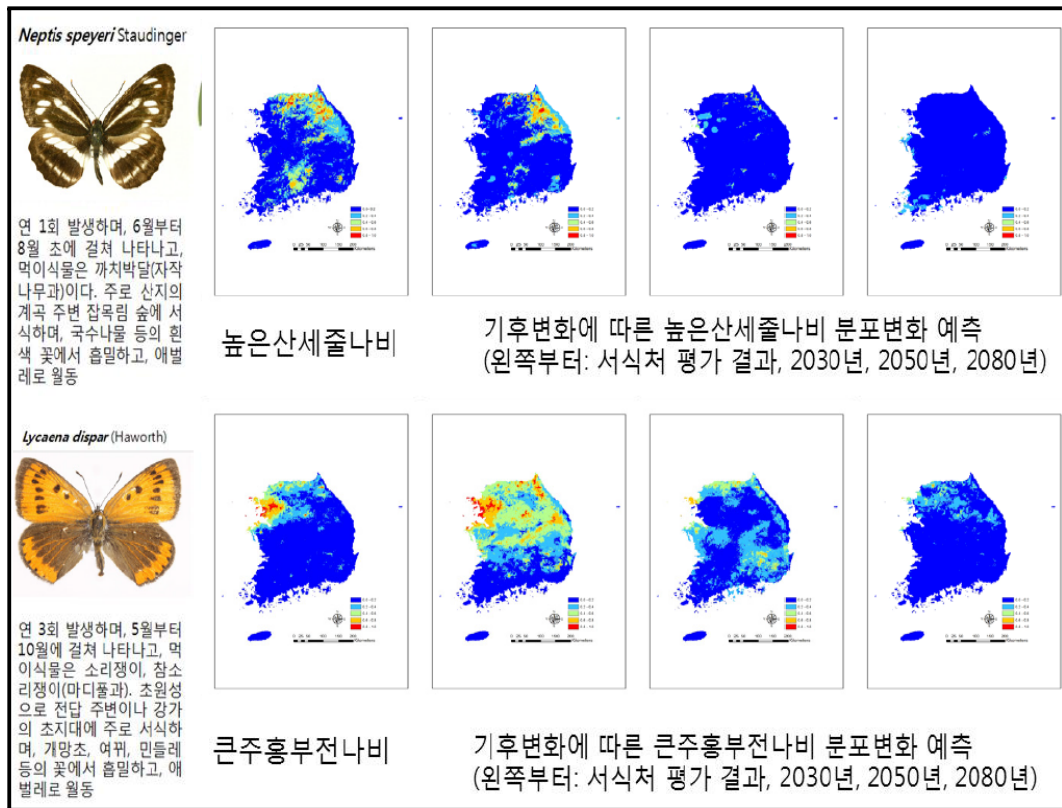 Neptis speyeri Staudinger
연 1회 발생하며, 6월부터
8월 초에 걸쳐 나타나고,
먹이식물은 까치박달(자작
나무과)이다. 주로 산지의
계곡 주변 잡목림 숲에 서
식하며, 국수나물 등의 흰
색 꽃에서 흡밀하고, 애벌
레로 월동
높은산세줄나비
기후변화에 따른 높은산세줄나비 분포변화 예측
(왼쪽부터: 서식처 평가 결과, 2030년, 2050년, 2080년)
Lycaena dispar (Haworth)
연 3회 발생하며, 5월부터
10월에 걸쳐 나타나고, 먹
이식물은 소리쟁이, 참소
리쟁이(마디풀과). 초원성
으로 전답 주변이나 강가
의 초지대에 주로 서식하
며, 개망초, 여뀌, 민들레
등의 꽃에서 흡밀하고, 애
벌레로 월동
큰주홍부전나비
기후변화에 따른 큰주홍부전나비 분포변화 예측
(왼쪽부터: 서식처 평가 결과, 2030년, 2050년, 2080년)